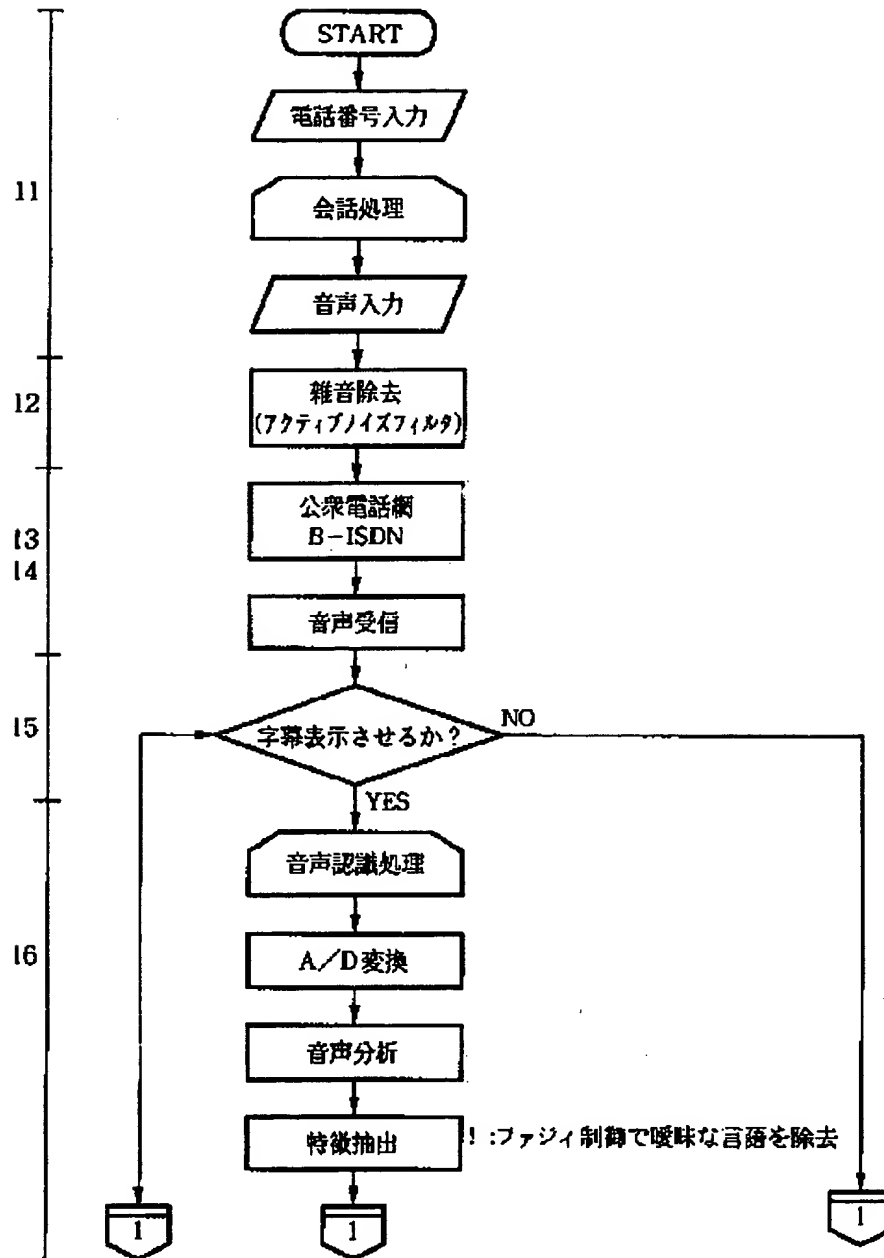 START
電話番号入力
11
会話処理
音声入力
12
雑音除去
(アクティブノイズフィルタ)
公衆電話網
B-ISDN
13
14
音声受信
15
字幕表示させるか?
NO
YES
音声認識処理
16
A/D変換
音声分析
特徴抽出
! :ファジィ制御で曖昧な言語を除去
1
1
1